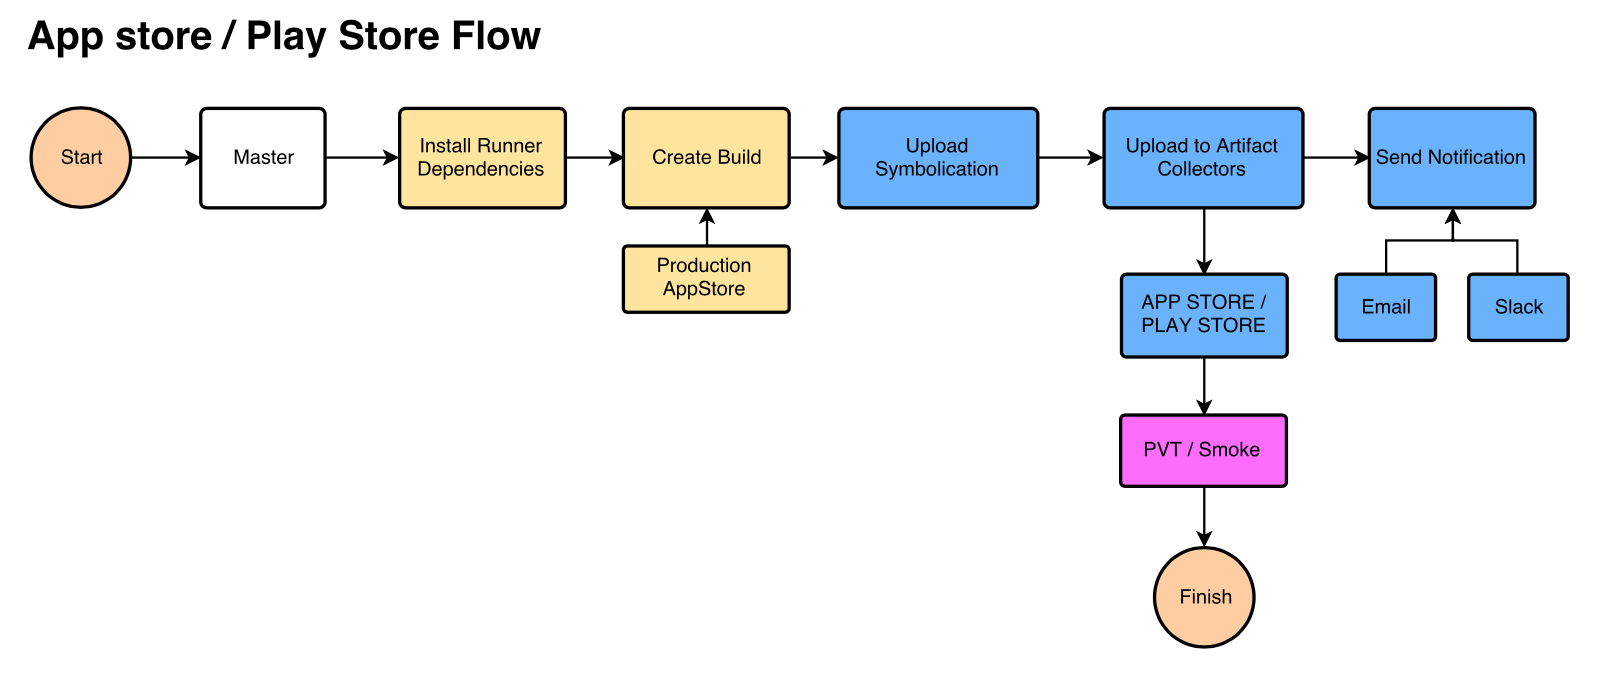 App store / Play Store Flow
Start
Master
Install Runner
Dependencies
Create Build
Upload
Symbolication
Upload to Artifact
Collectors
Send Notification
Production
AppStore
APP STORE /
PLAY STORE
Email
Slack
PVT / Smoke
Finish